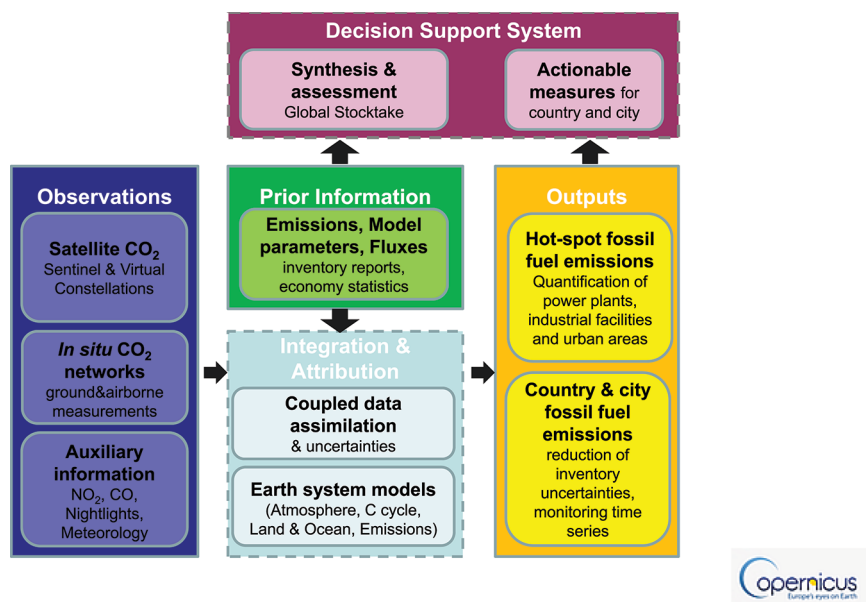 Decision Support System
Synthesis &
assessment
Global Stocktake
Actionable
measures for
country and city
Observations
Satellite CO₂
Sentinel & Virtual
Constellations
In situ CO₂
networks
ground&airborne
measurements
Auxiliary
information
NO₂, CO,
Nightlights,
Meteorology
Prior Information
Emissions, Model
parameters, Fluxes
inventory reports,
economy statistics
Integration &
Attribution
Coupled data
assimilation
& uncertainties
Earth system models
(Atmosphere, C cycle,
Land & Ocean, Emissions)
Outputs
Hot-spot fossil
fuel emissions
Quantification of
power plants,
industrial facilities
and urban areas
Country & city
fossil fuel
emissions
reduction of
inventory
uncertainties,
monitoring time
series
Copernicus
Europe's eyes on Earth